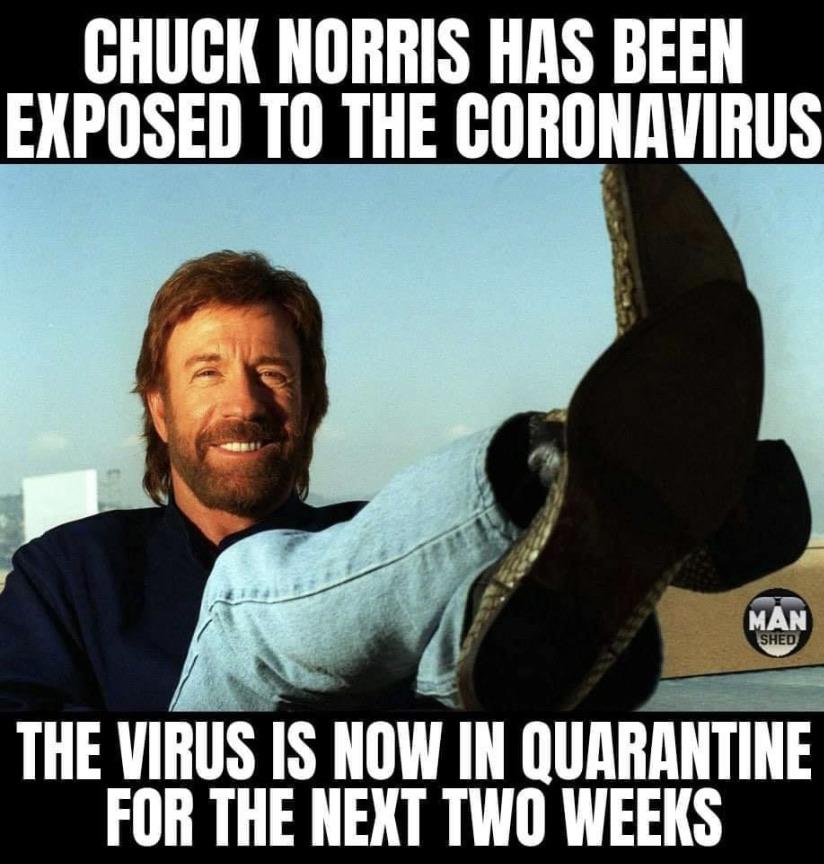 CHUCK NORRIS HAS BEEN
EXPOSED TO THE CORONAVIRUS
MAN
SHED
THE VIRUS IS NOW IN QUARANTINE
FOR THE NEXT TWO WEEKS